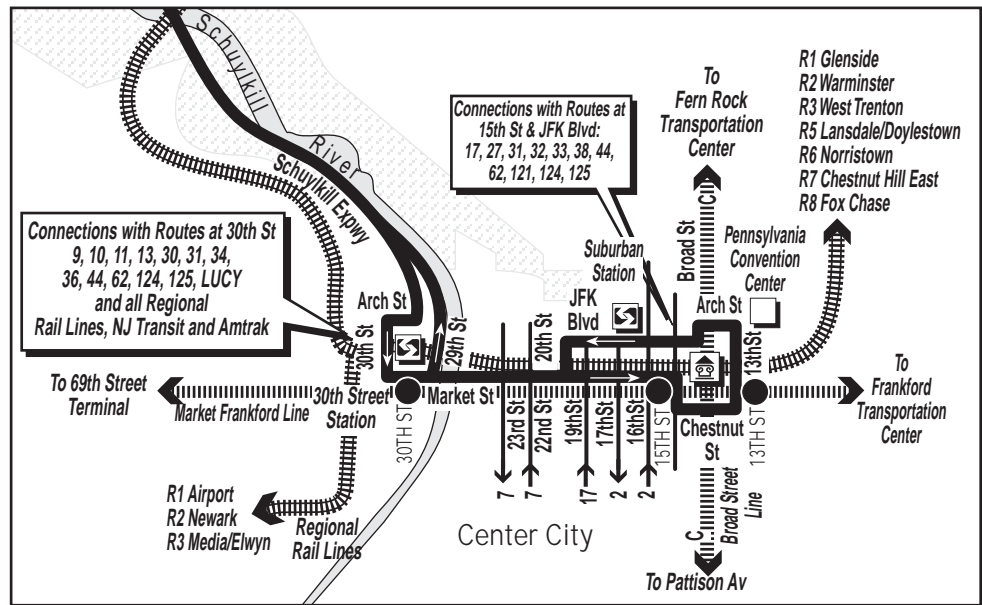 Schuylkill
River
Schuylkill Expwy
Connections with Routes at
15th St & JFK Blvd:
17, 27, 31, 32, 33, 38, 44,
62, 121, 124, 125
To
Fern Rock
Transportation
Center
R1 Glenside
R2 Warminster
R3 West Trenton
R5 Lansdale/Doylestown
R6 Norristown
R7 Chestnut Hill East
R8 Fox Chase
Connections with Routes at 30th St
9, 10, 11, 13, 30, 31, 34,
36, 44, 62, 124, 125, LUCY
and all Regional
Rail Lines, NJ Transit and Amtrak
Suburban
Station
C
Broad St
Pennsylvania
Convention
Center
Arch St
30th St
29th St
20th St
JFK
Blvd
Arch St
13thSt
To 69th Street
Terminal
Market Frankford Line
30th Street
Station
30TH ST
Market St
23rd St
22nd St
19thSt
17thSt
16thSt
15TH ST
Chestnut
St
13TH ST
To
Frankford
Transportation
Center
7
7
17
2
2
C
Broad Street
Line
R1 Airport
R2 Newark
R3 Media/Elwyn
Regional
Rail Lines
Center City
To Pattison Av